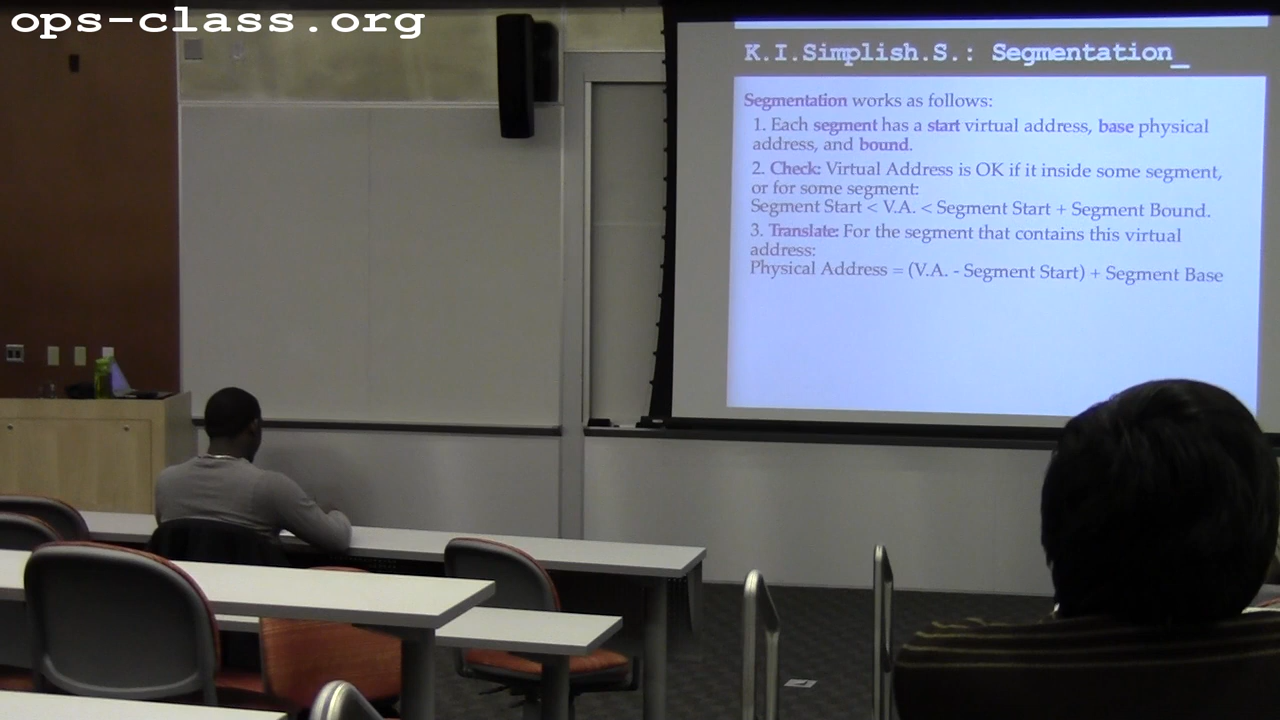 ops-class.org
K.I.Simplish.S.: Segmentation_
Segmentation works as follows:
1. Each segment has a start virtual address, base physical
address, and bound.
2. Check: Virtual Address is OK if it inside some segment,
or for some segment:
Segment Start < V.A. < Segment Start + Segment Bound.
3. Translate: For the segment that contains this virtual
address:
Physical Address = (V.A. - Segment Start) + Segment Base